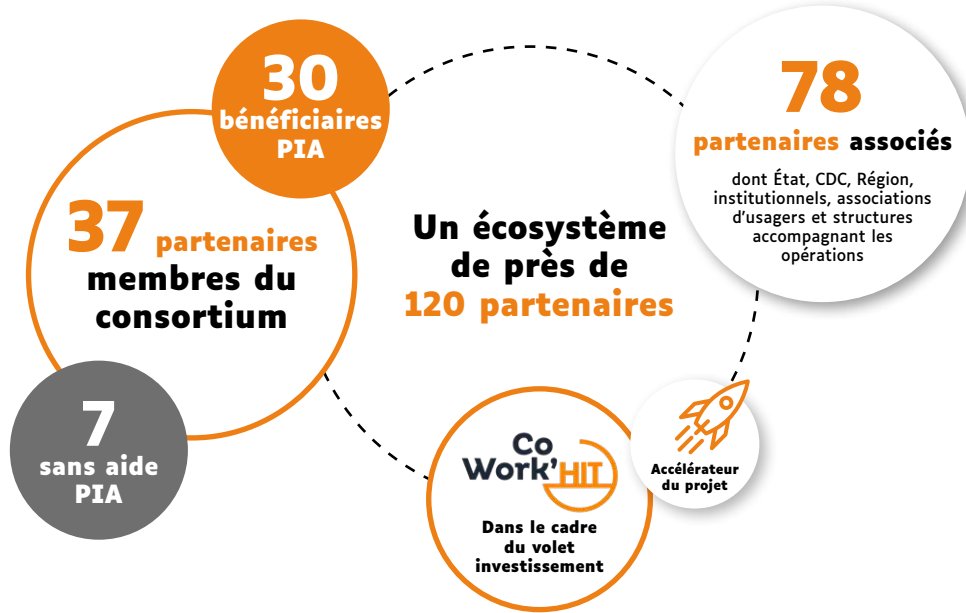 30
bénéficiaires
PIA
37 partenaires
membres du
consortium
7
sans aide
PIA
Un écosystème
de près de
120 partenaires
78
partenaires associés
dont État, CDC, Région,
institutionnels, associations
d'usagers et structures
accompagnant les
opérations
Co
Work'HIT
Dans le cadre
du volet
investissement
Accélérateur
du projet